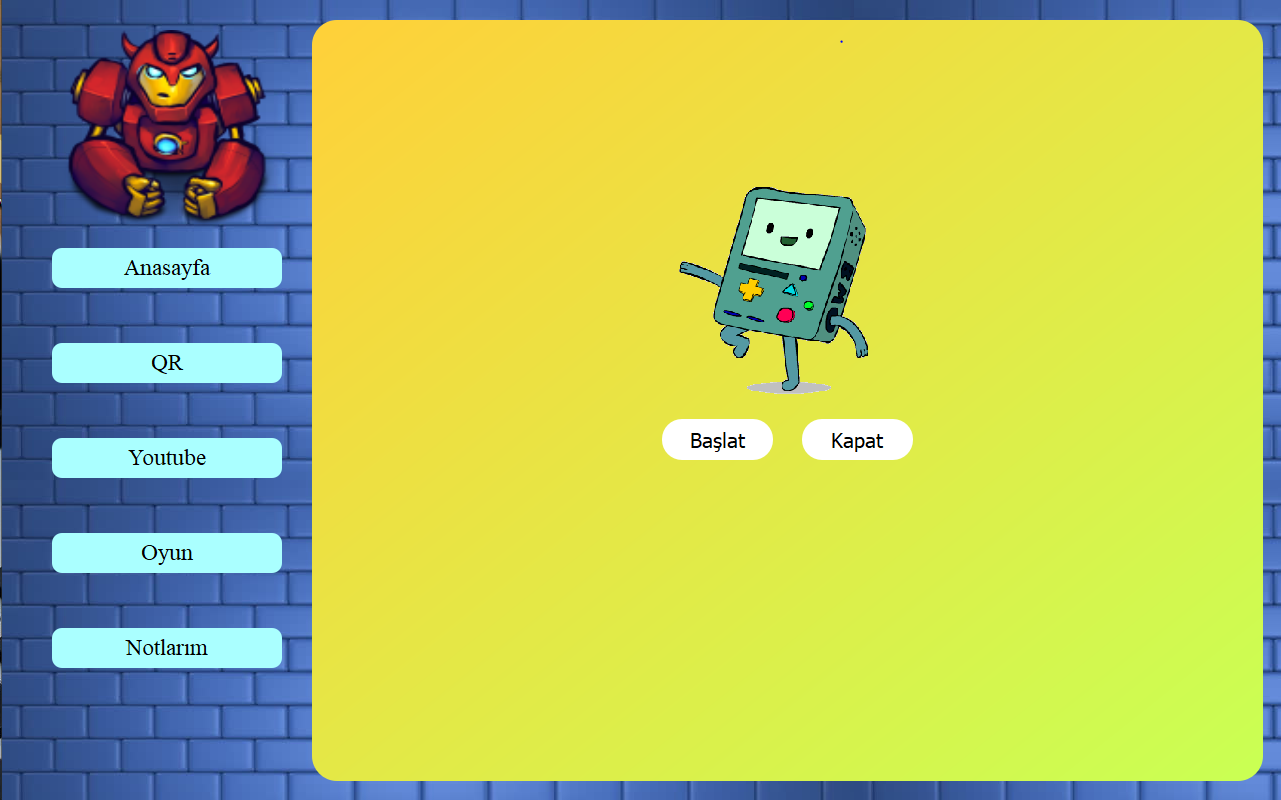 Anasayfa
QR
Youtube
Oyun
Notlarım
Başlat
Kapat